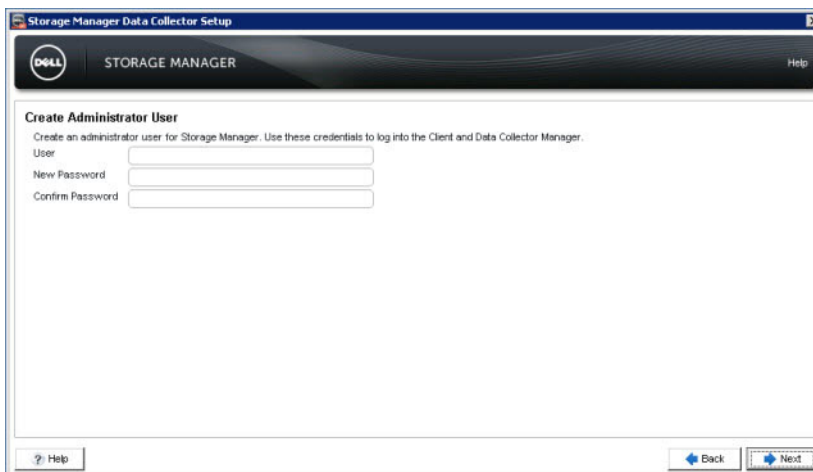 Storage Manager Data Collector Setup
DELL
STORAGE MANAGER
Help
Create Administrator User
Create an administrator user for Storage Manager. Use these credentials to log into the Client and Data Collector Manager.
User
New Password
Confirm Password
? Help
Back
Next